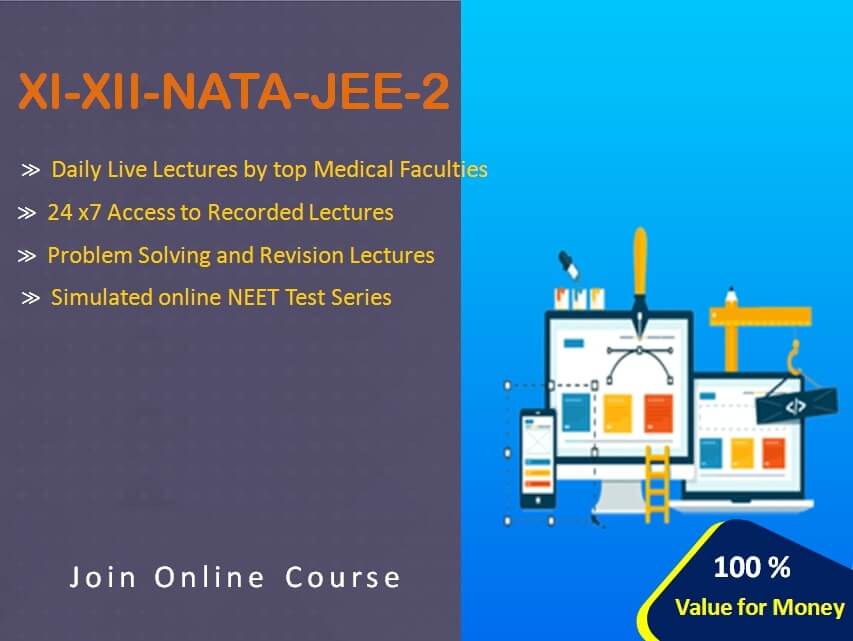 XI-XII-NATA-JEE-2
≫ Daily Live Lectures by top Medical Faculties
≫ 24 x7 Access to Recorded Lectures
≫ Problem Solving and Revision Lectures
≫ Simulated online NEET Test Series
</>
Join Online Course
100 %
Value for Money